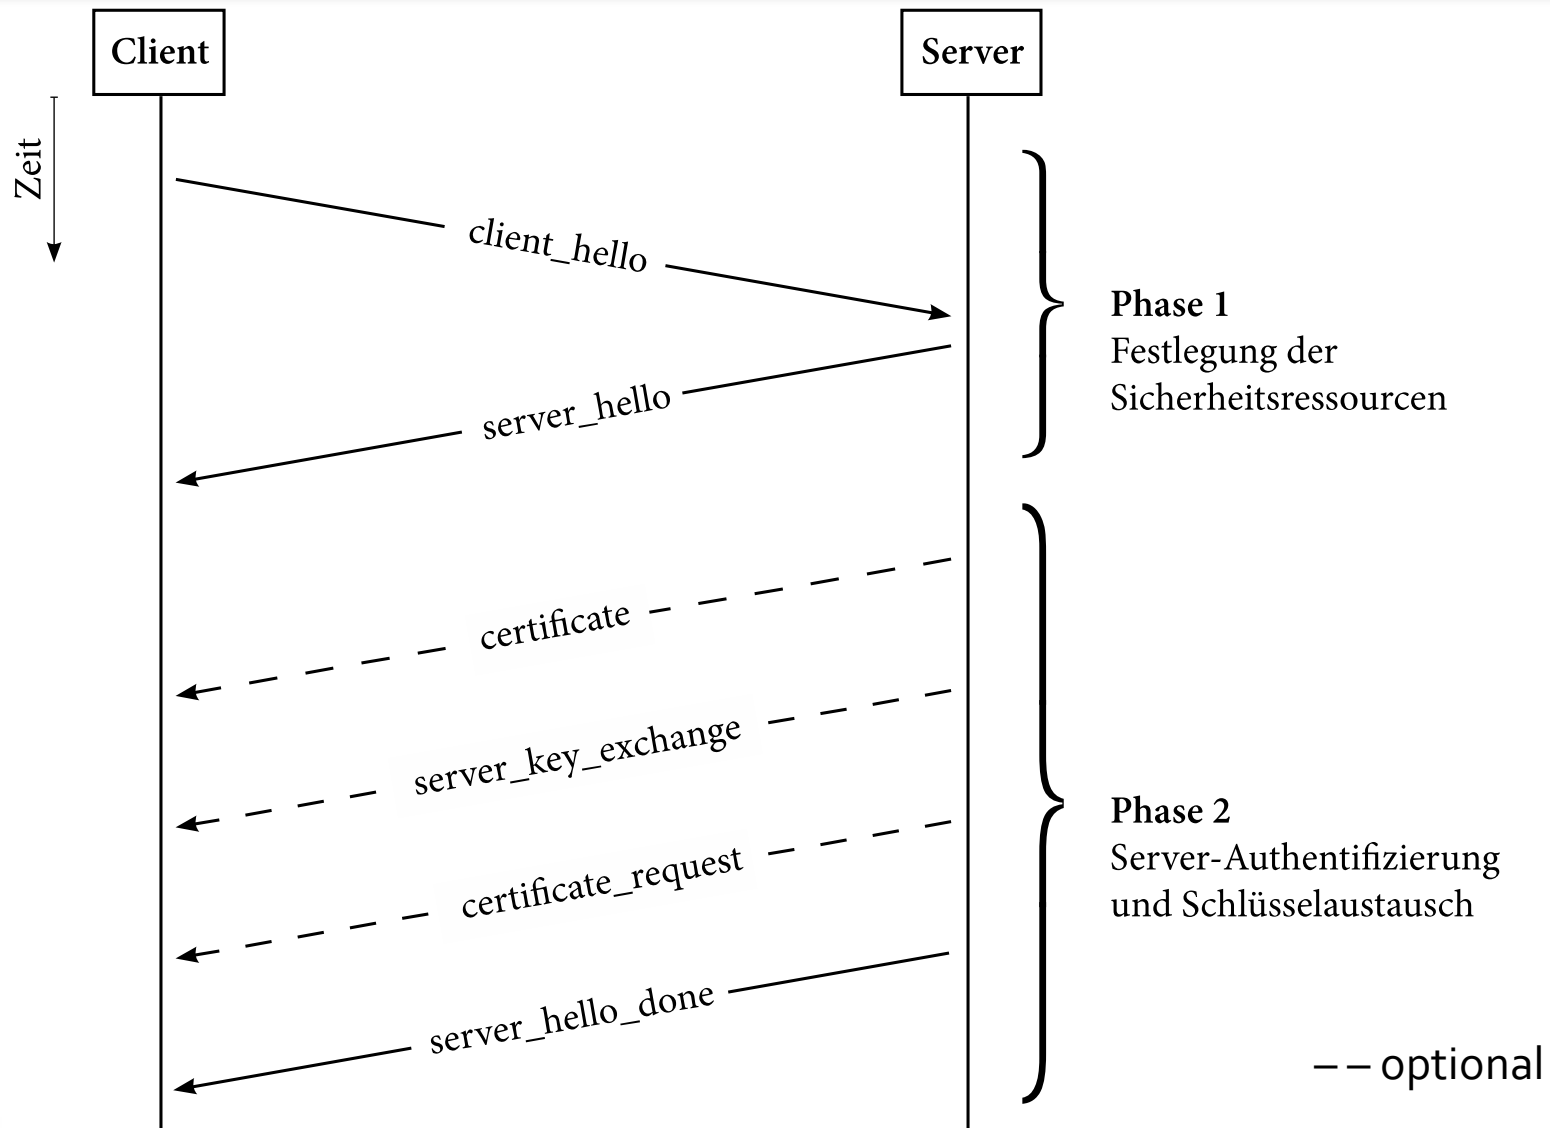 Client
Server
Zeit
client_hello
server_hello
Phase 1
Festlegung der
Sicherheitsressourcen
certificate
server_key_exchange
certificate_request
server_hello_done
Phase 2
Server-Authentifizierung
und Schlüsselaustausch
– – optional